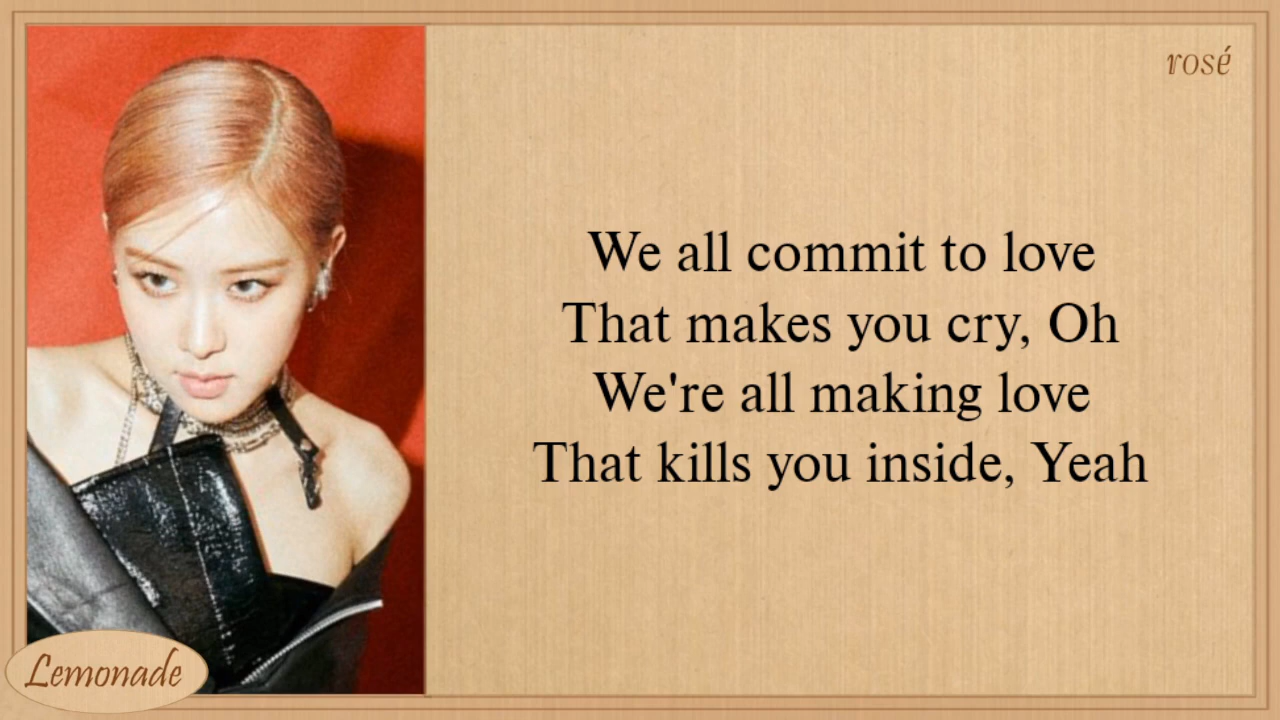 rosé
We all commit to love
That makes you cry, Oh
We're all making love
That kills you inside, Yeah
Lemonade